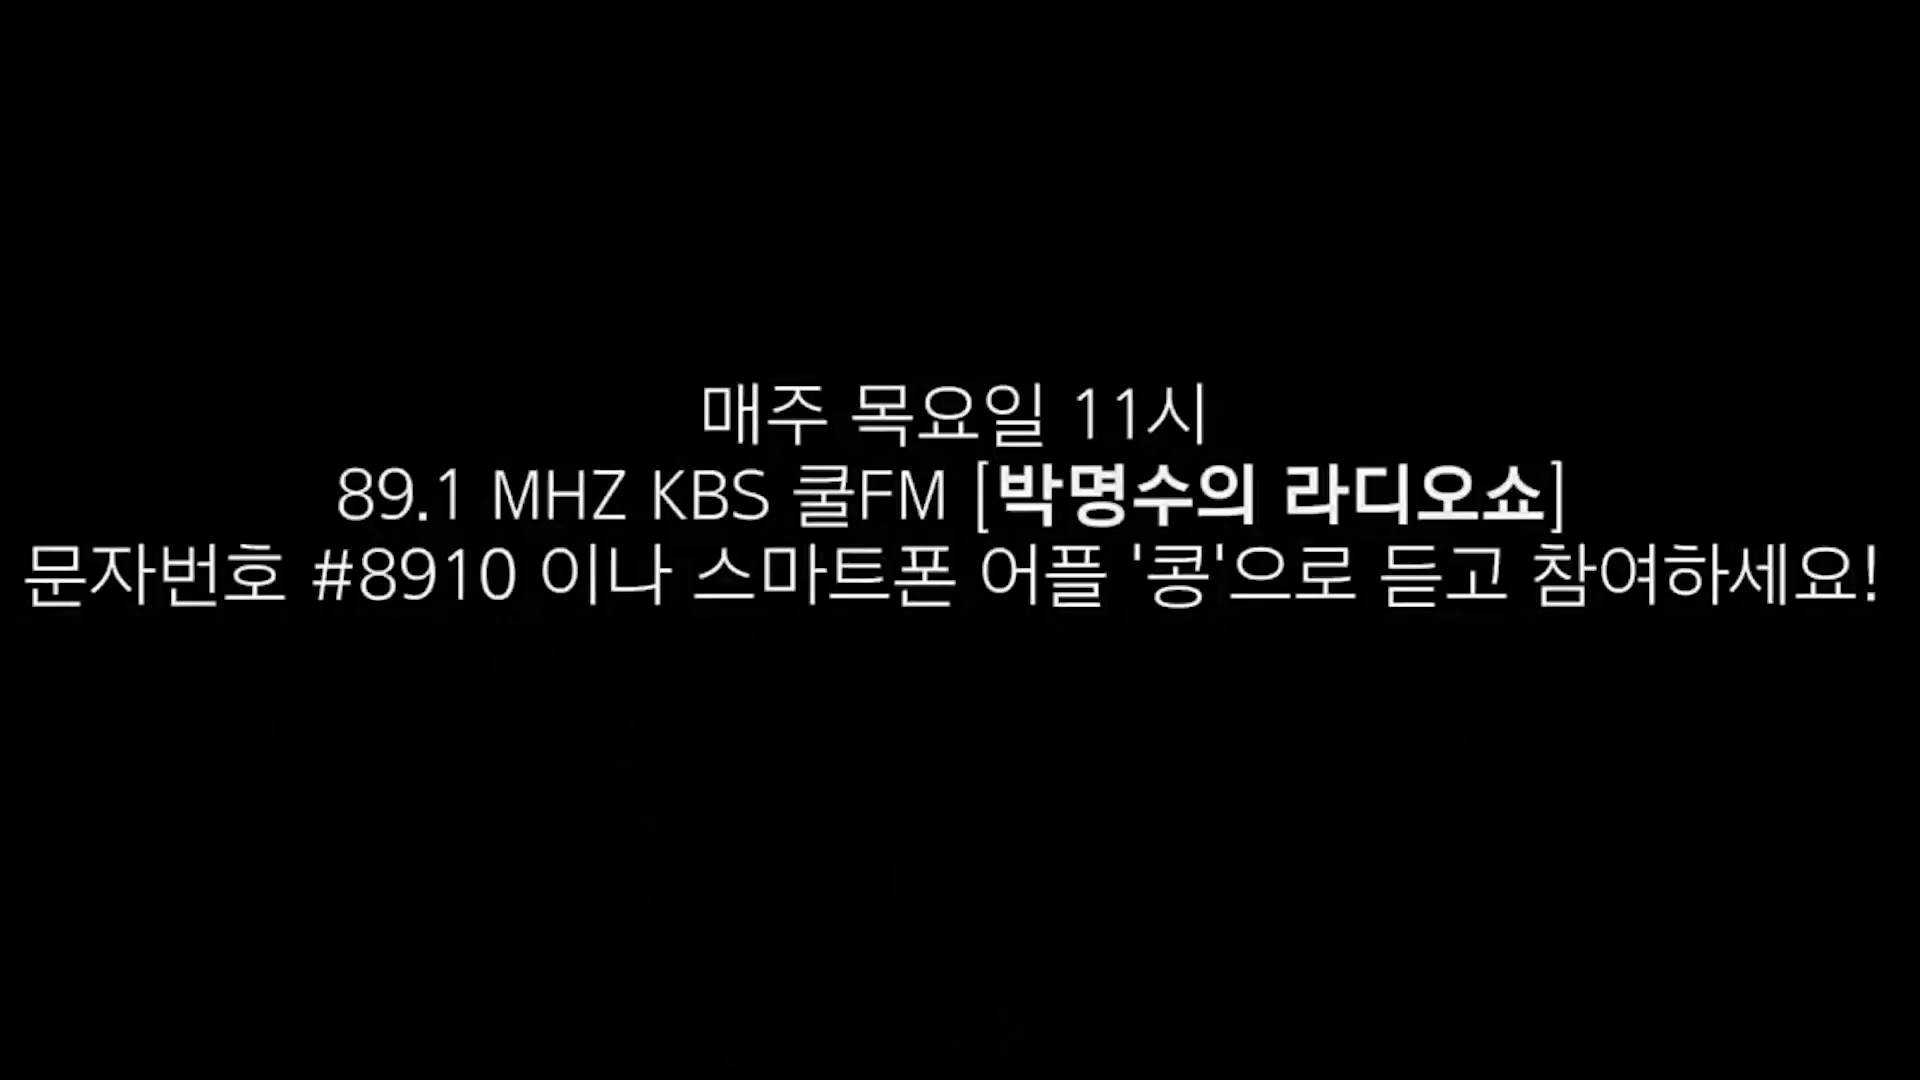 매주 목요일 11시
89.1 MHZ KBS 쿨FM [박명수의 라디오쇼]
문자번호 #8910 이나 스마트폰 어플 '콩'으로 듣고 참여하세요!